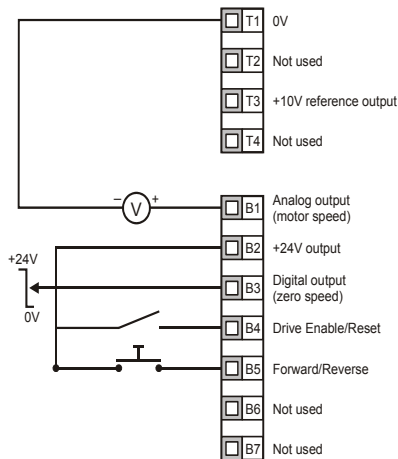 T1 0V
T2 Not used
T3 +10V reference output
T4 Not used
– V +
B1 Analog output
(motor speed)
B2 +24V output
+24V
B3 Digital output
(zero speed)
0V
B4 Drive Enable/Reset
B5 Forward/Reverse
B6 Not used
B7 Not used